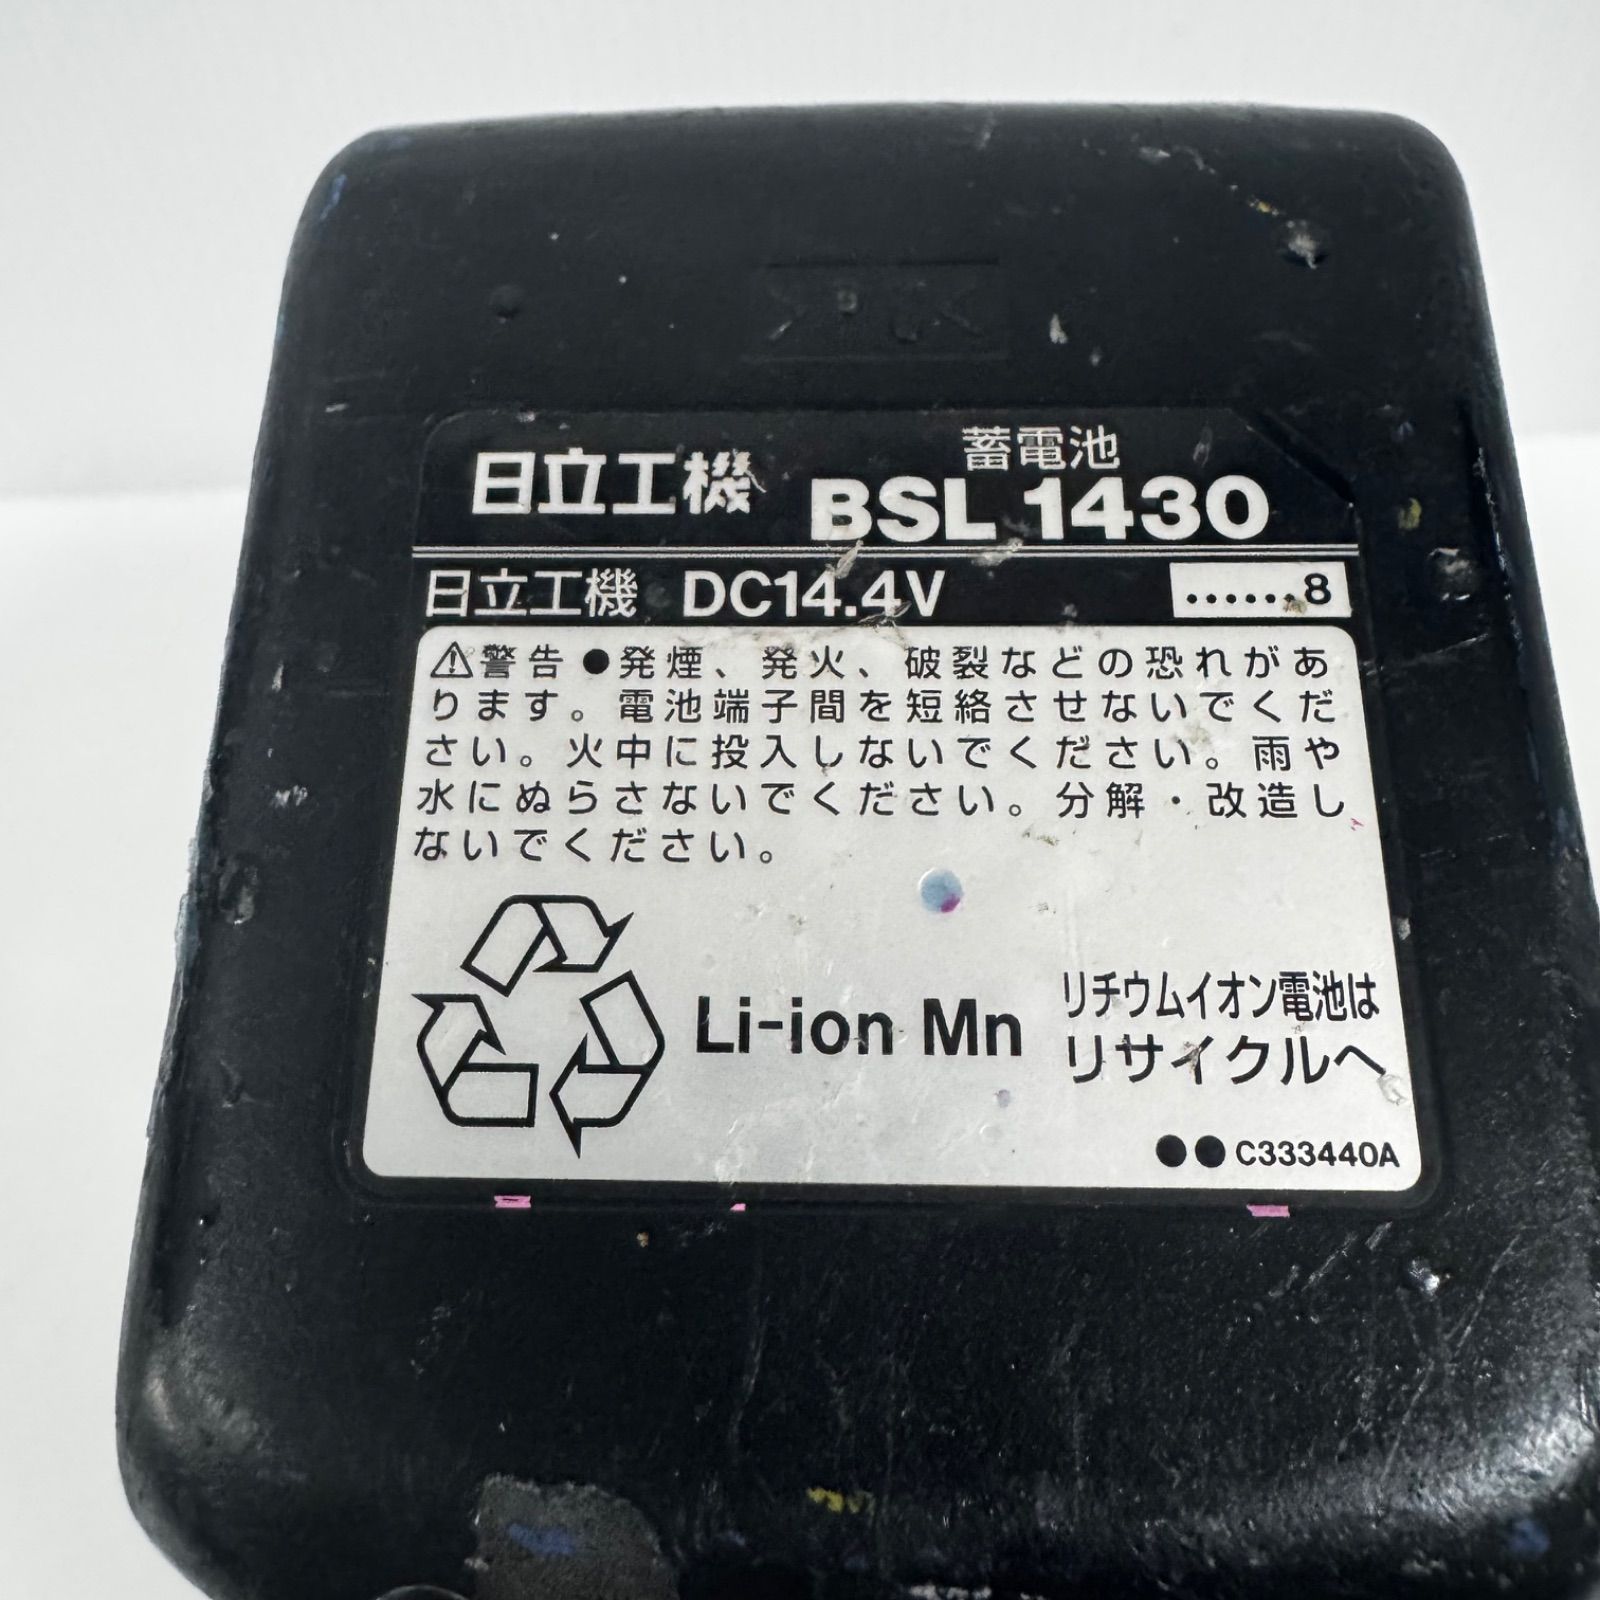 蓄電池
日立工機 BSL 1430
日立工機 DC14.4V ......8
⚠警告 ●発煙、発火、破裂などの恐れがあ
ります。電池端子間を短絡させないでくだ
さい。火中に投入しないでください。雨や
水にぬらさないでください。分解・改造し
ないでください。
Li-ion Mn
リチウムイオン電池は
リサイクルへ
●●C333440A